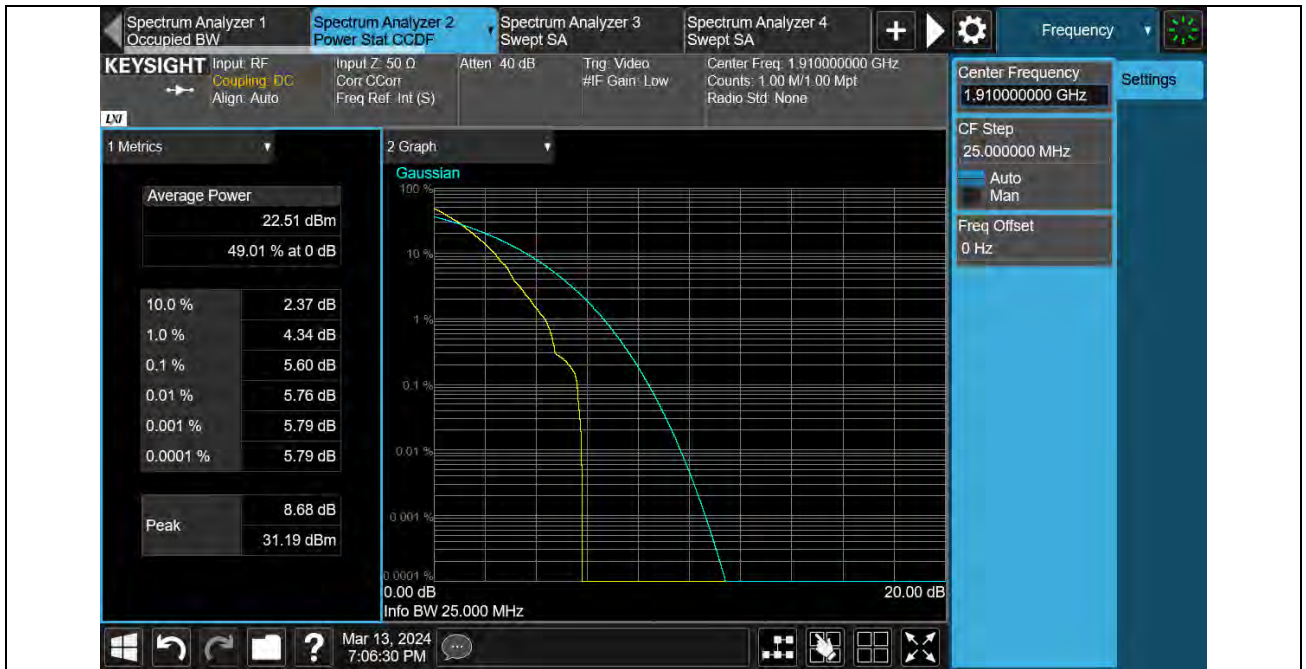 Spectrum Analyzer 1
Occupied BW
Spectrum Analyzer 2
Power Stat CCDF
Spectrum Analyzer 3
Swept SA
Spectrum Analyzer 4
Swept SA
Frequency
KEYSIGHT
LXI
Input: RF
Coupling: DC
Align: Auto
Input Z: 50 Ω
Corr CCorr
Freq Ref: Int (S)
Atten: 40 dB
Trig: Video
#IF Gain: Low
Center Freq: 1.910000000 GHz
Counts: 1.00 M/1.00 Mpt
Radio Std: None
Center Frequency
1.910000000 GHz
Settings
CF Step
25.000000 MHz
Auto
Man
Freq Offset
0 Hz
1 Metrics
Average Power
22.51 dBm
49.01 % at 0 dB
10.0 % 2.37 dB
1.0 % 4.34 dB
0.1 % 5.60 dB
0.01 % 5.76 dB
0.001 % 5.79 dB
0.0001 % 5.79 dB
Peak 8.68 dB
31.19 dBm
2 Graph
Gaussian
100 %
10 %
1 %
0.1 %
0.01 %
0.001 %
0.0001 %
0.00 dB 20.00 dB
Info BW 25.000 MHz
?
Mar 13, 2024
7:06:30 PM